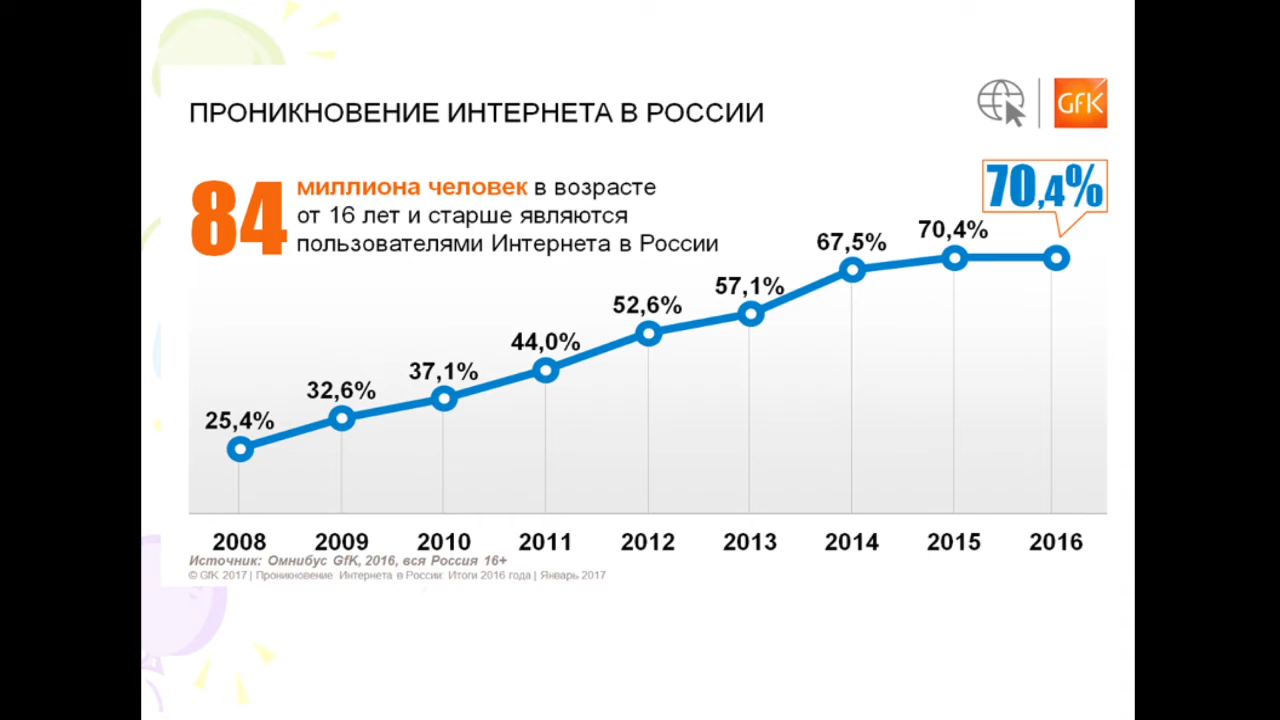 ПРОНИКНОВЕНИЕ ИНТЕРНЕТА В РОССИИ
GfK
84 миллиона человек в возрасте
от 16 лет и старше являются
пользователями Интернета в России
70,4%
25,4%
32,6%
37,1%
44,0%
52,6%
57,1%
67,5%
70,4%
2008 2009 2010 2011 2012 2013 2014 2015 2016
Источник: Омнибус GfK, 2016, вся Россия 16+
© GfK 2017 | Проникновение Интернета в России: Итоги 2016 года | Январь 2017